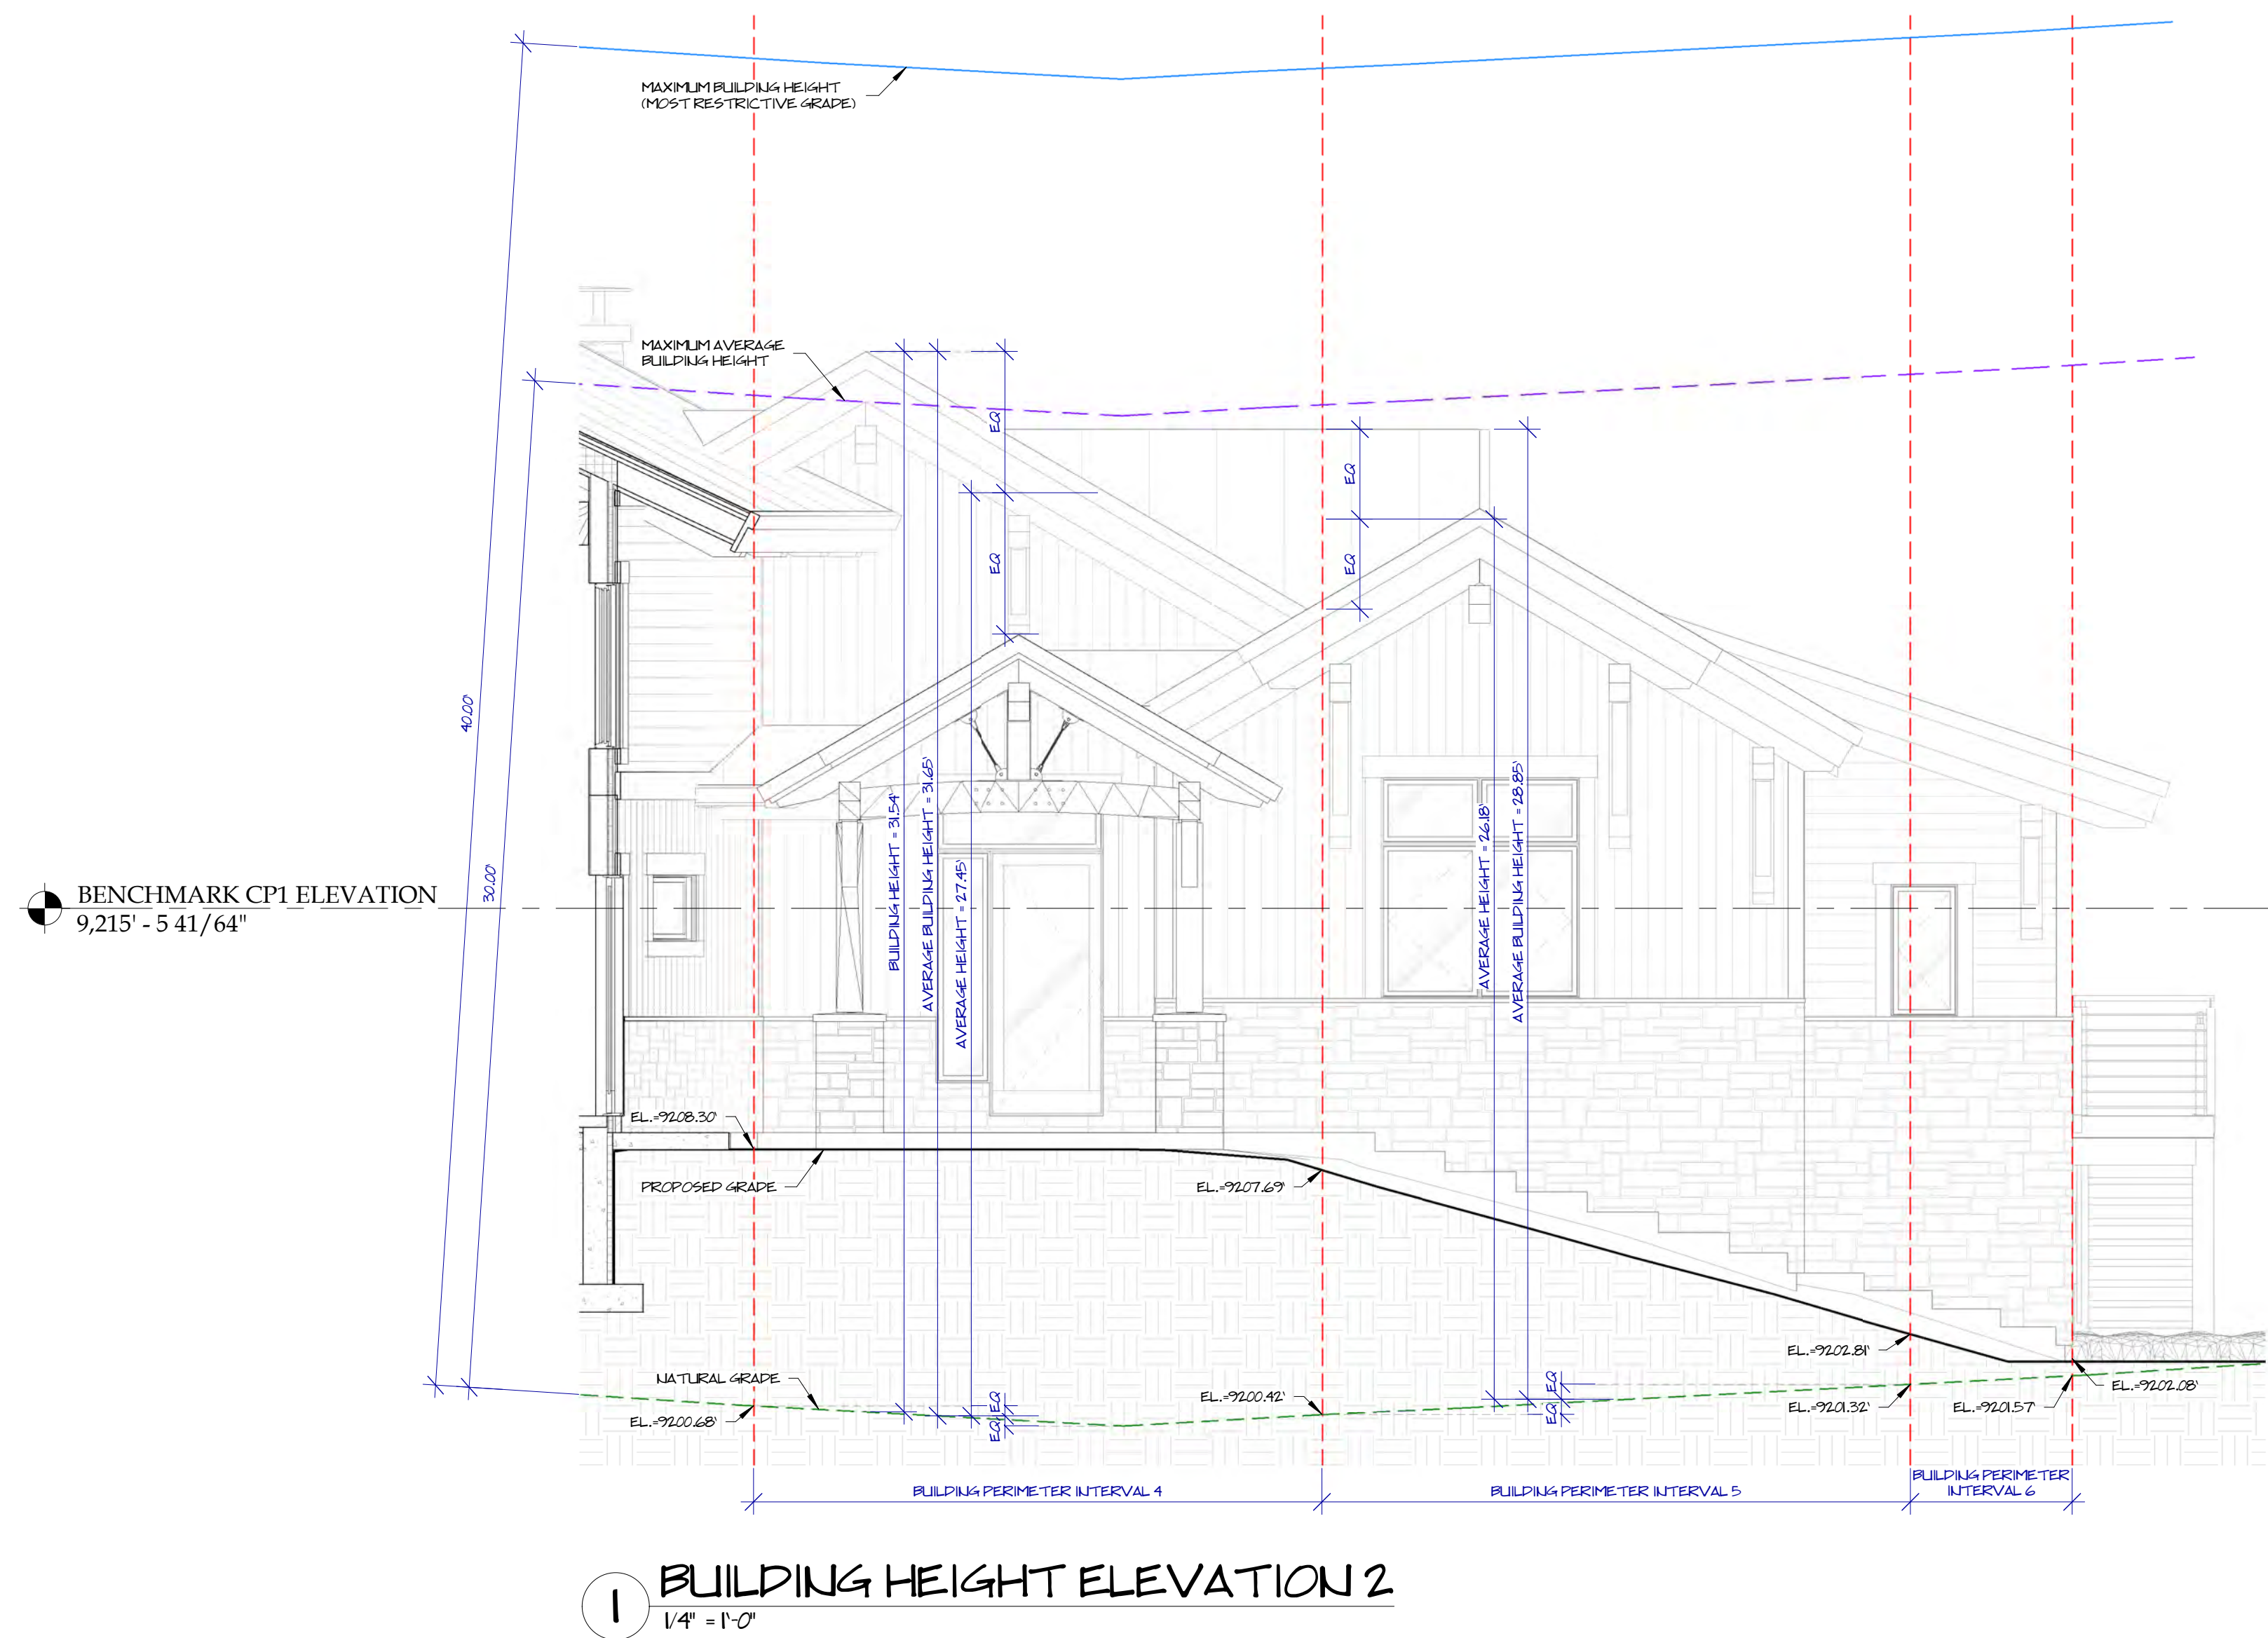 MAXIMUM BUILDING HEIGHT
(MOST RESTRICTIVE GRADE)
MAXIMUM AVERAGE
BUILDING HEIGHT
EQ
EQ
EQ
EQ
40.00'
30.00'
BUILDING HEIGHT = 31.54'
AVERAGE BUILDING HEIGHT = 31.65'
AVERAGE HEIGHT = 27.45'
AVERAGE HEIGHT = 26.18'
AVERAGE BUILDING HEIGHT = 28.85'
BENCHMARK CP1 ELEVATION
9,215' - 5 41/64"
EL.=9208.30'
PROPOSED GRADE
EL.=9207.69'
EL.=9202.81'
NATURAL GRADE
EL.=9200.68'
EQ
EQ
EL.=9200.42'
EQ
EQ
EL.=9201.32'
EL.=9201.57'
EL.=9202.08'
BUILDING PERIMETER INTERVAL 4
BUILDING PERIMETER INTERVAL 5
BUILDING PERIMETER
INTERVAL 6
1
BUILDING HEIGHT ELEVATION 2
1/4" = 1'-0"